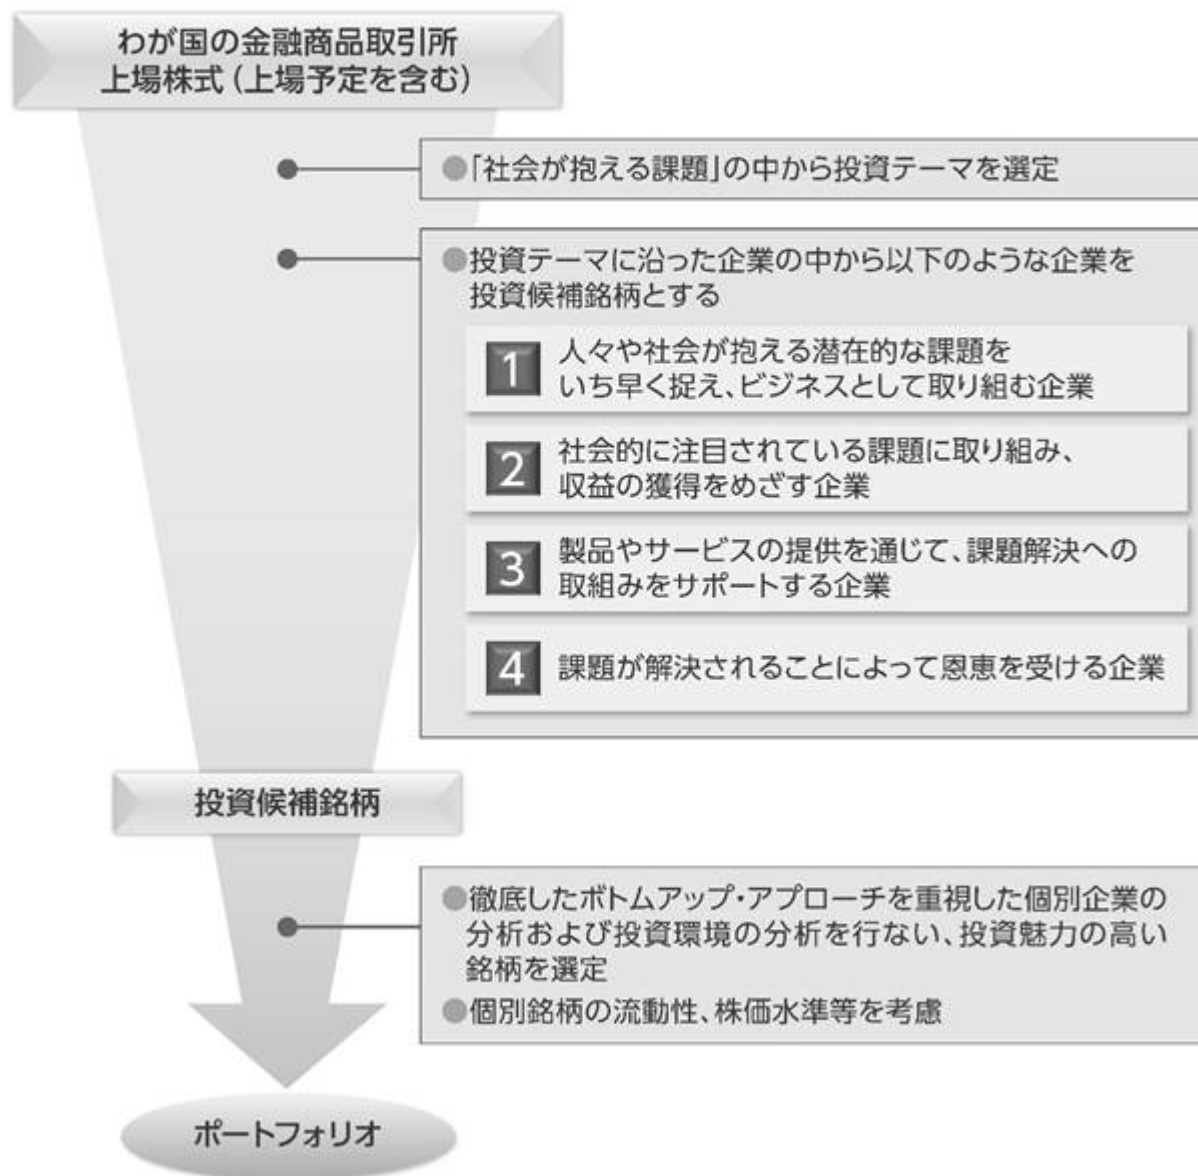 わが国の金融商品取引所
上場株式(上場予定を含む)
●「社会が抱える課題」の中から投資テーマを選定
●投資テーマに沿った企業の中から以下のような企業を
投資候補銘柄とする
1 人々や社会が抱える潜在的な課題を
いち早く捉え、ビジネスとして取り組む企業
2 社会的に注目されている課題に取り組み、
収益の獲得をめざす企業
3 製品やサービスの提供を通じて、課題解決への
取組みをサポートする企業
4 課題が解決されることによって恩恵を受ける企業
投資候補銘柄
●徹底したボトムアップ・アプローチを重視した個別企業の
分析および投資環境の分析を行ない、投資魅力の高い
銘柄を選定
●個別銘柄の流動性、株価水準等を考慮
ポートフォリオ